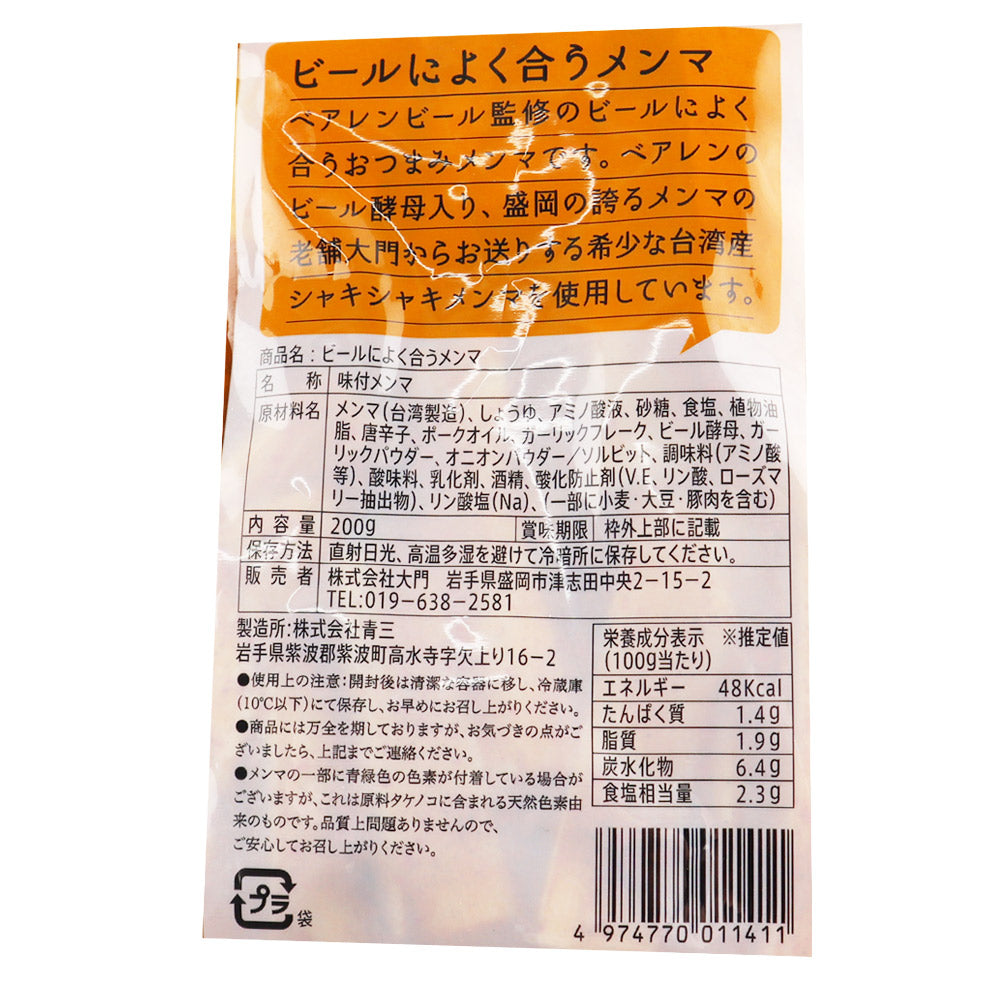 ビールによく合うメンマ
ベアレンビール監修のビールによく
合うおつまみメンマです。ベアレンの
ビール酵母入り、盛岡の誇るメンマの
老舗大門からお送りする希少な台湾産
シャキシャキメンマを使用しています。
商品名：ビールによく合うメンマ
名 称 味付メンマ
原材料名 メンマ(台湾製造)、しょうゆ、アミノ酸液、砂糖、食塩、植物油
脂、唐辛子、ポークオイル、ガーリックフレーク、ビール酵母、ガー
リックパウダー、オニオンパウダー／ソルビット、調味料(アミノ酸
等)、酸味料、乳化剤、酒精、酸化防止剤(V.E、リン酸、ローズマ
リー抽出物)、リン酸塩(Na)、(一部に小麦・大豆・豚肉を含む)
内 容 量 200g 賞味期限 枠外上部に記載
保存方法 直射日光、高温多湿を避けて冷暗所に保存してください。
販 売 者 株式会社大門 岩手県盛岡市津志田中央2－15－2
TEL:019－638－2581
製造所:株式会社青三
岩手県紫波郡紫波町高水寺字欠上り16－2
●使用上の注意：開封後は清潔な容器に移し、冷蔵庫
(10℃以下)にて保存し、お早めにお召し上がりください。
●商品には万全を期しておりますが、お気づきの点がご
ざいましたら、上記までご連絡ください。
●メンマの一部に青緑色の色素が付着している場合が
ございますが、これは原料タケノコに含まれる天然色素由
来のものです。品質上問題ありませんので、
ご安心してお召し上がりください。
栄養成分表示 ※推定値
(100g当たり)
エネルギー 48Kcal
たんぱく質 1.4g
脂質 1.9g
炭水化物 6.4g
食塩相当量 2.3g
プラ
袋
4 974770 011411